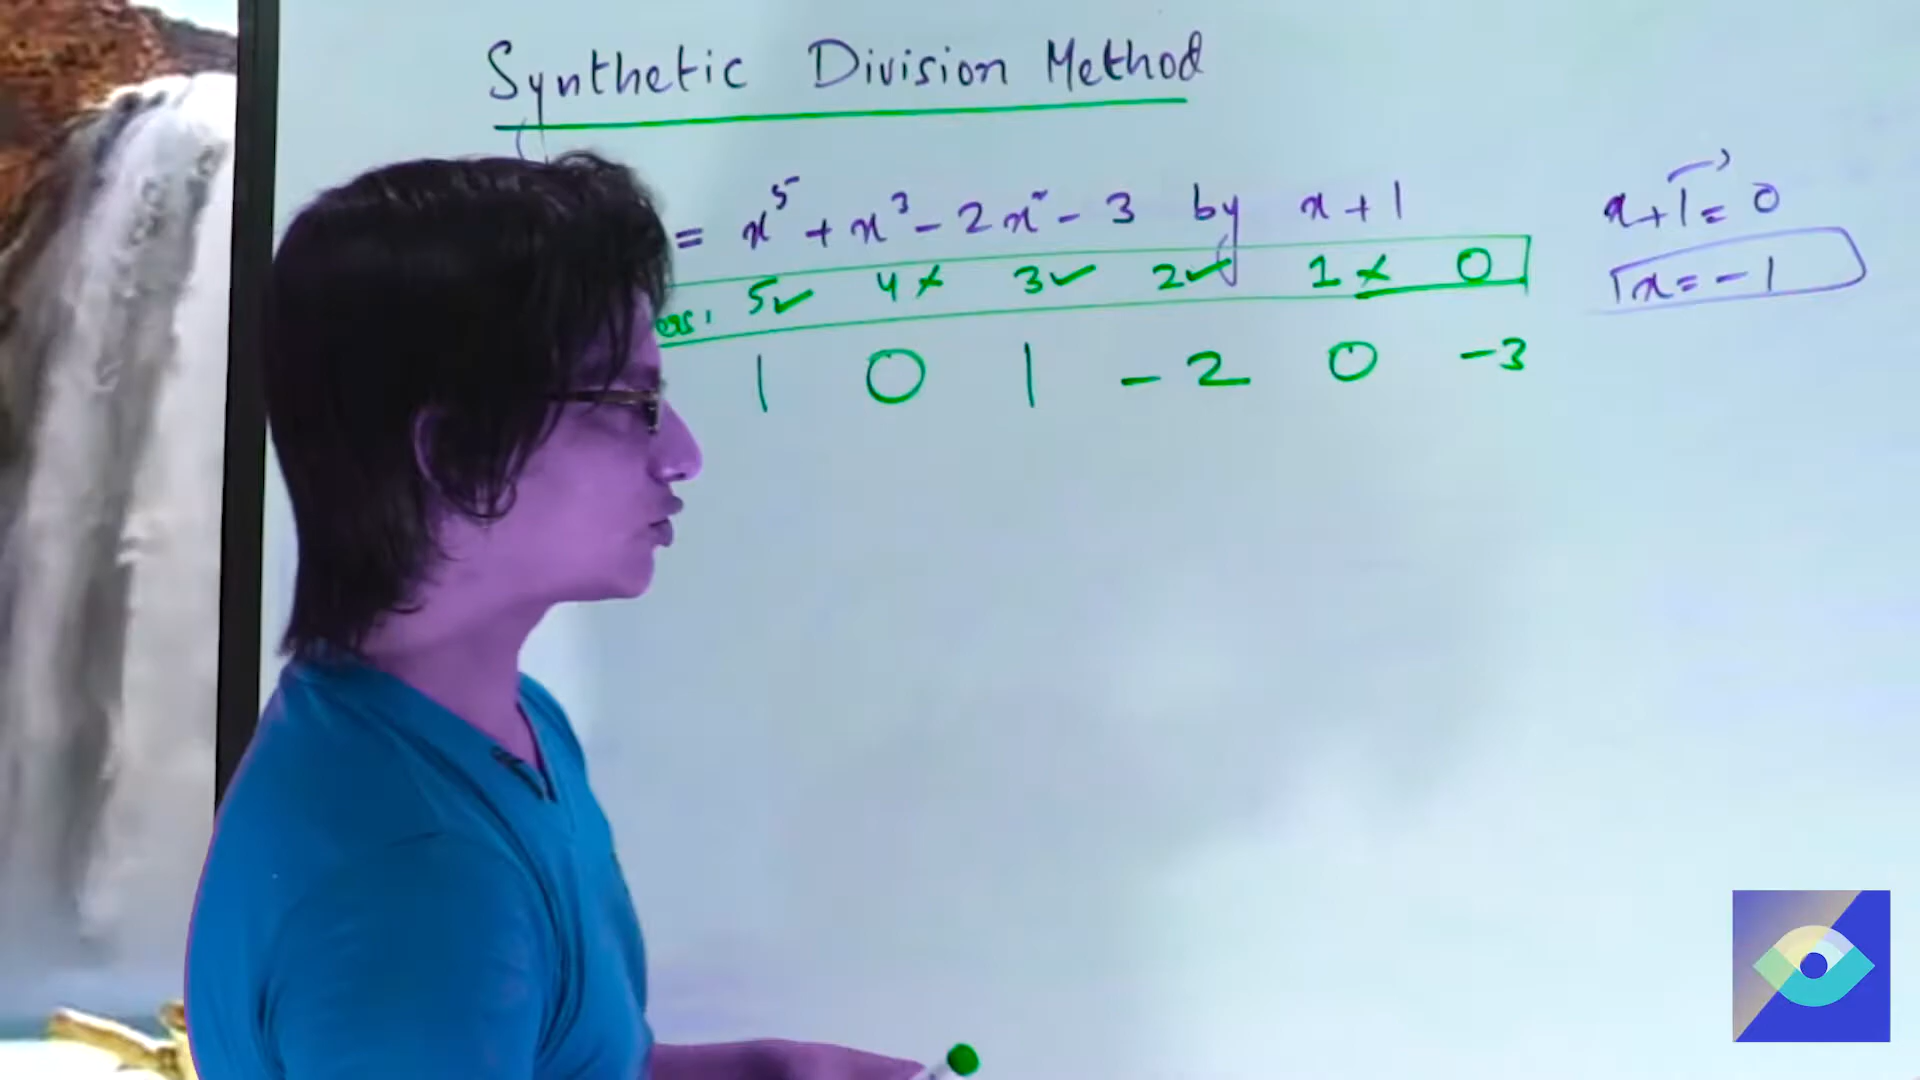 Synthetic Division Method
= x⁵ + x³ - 2x² - 3 by x + 1
x + 1 = 0
5✓ 4× 3✓ 2✓ 1× 0
x = -1
1 0 1 -2 0 -3